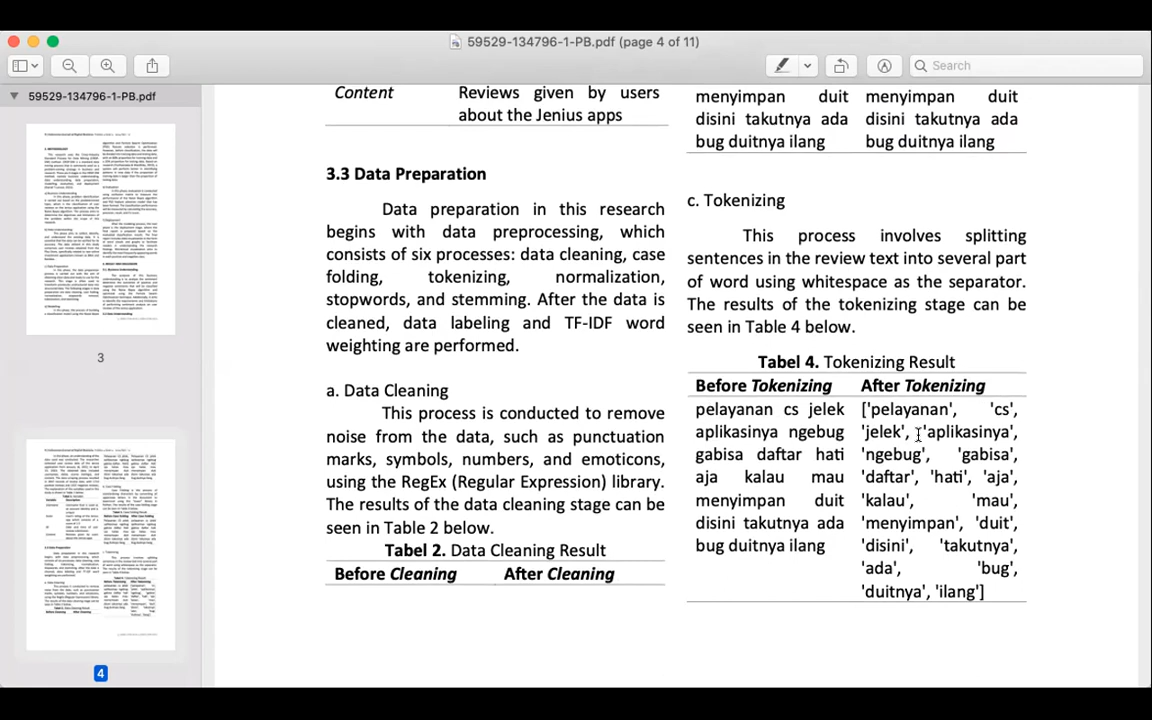 59529-134796-1-PB.pdf (page 4 of 11)
Search
59529-134796-1-PB.pdf
3
4
Content Reviews given by users
about the Jenius apps
3.3 Data Preparation
Data preparation in this research
begins with data preprocessing, which
consists of six processes: data cleaning, case
folding, tokenizing, normalization,
stopwords, and stemming. After the data is
cleaned, data labeling and TF-IDF word
weighting are performed.
a. Data Cleaning
This process is conducted to remove
noise from the data, such as punctuation
marks, symbols, numbers, and emoticons,
using the RegEx (Regular Expression) library.
The results of the data cleaning stage can be
seen in Table 2 below.
Tabel 2. Data Cleaning Result
Before Cleaning After Cleaning
menyimpan duit menyimpan duit
disini takutnya ada disini takutnya ada
bug duitnya ilang bug duitnya ilang
c. Tokenizing
This process involves splitting
sentences in the review text into several part
of word using whitespace as the separator.
The results of the tokenizing stage can be
seen in Table 4 below.
Tabel 4. Tokenizing Result
Before Tokenizing After Tokenizing
pelayanan cs jelek ['pelayanan', 'cs',
aplikasinya ngebug 'jelek', 'aplikasinya',
gabisa daftar hati 'ngebug', 'gabisa',
aja kalau mau 'daftar', 'hati', 'aja',
menyimpan duit 'kalau', 'mau',
disini takutnya ada 'menyimpan', 'duit',
bug duitnya ilang 'disini', 'takutnya',
'ada', 'bug',
'duitnya', 'ilang']